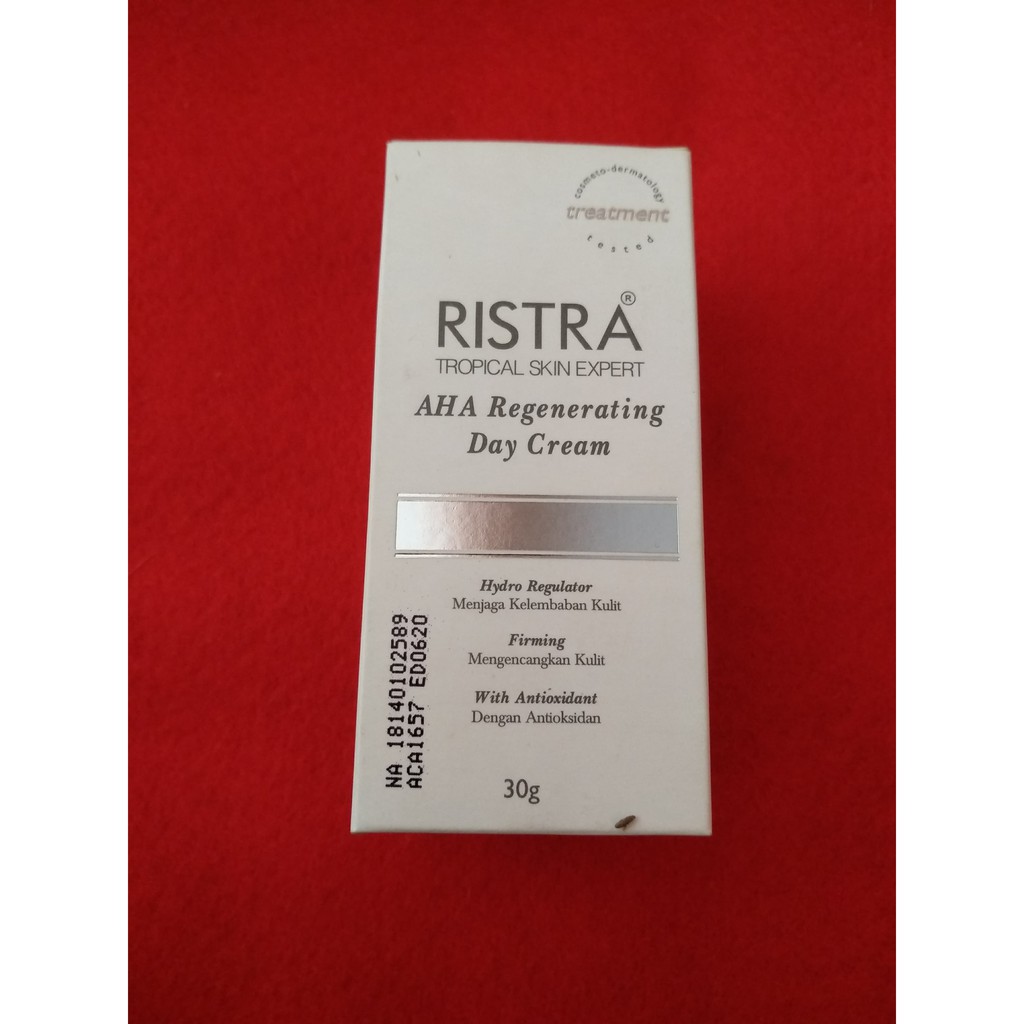 cosmeto-dermatology
treatment
tested
RISTRA®
TROPICAL SKIN EXPERT
AHA Regenerating
Day Cream
Hydro Regulator
Menjaga Kelembaban Kulit
Firming
Mengencangkan Kulit
With Antioxidant
Dengan Antioksidan
30g
NA 18140102589
ACA1657 ED0620